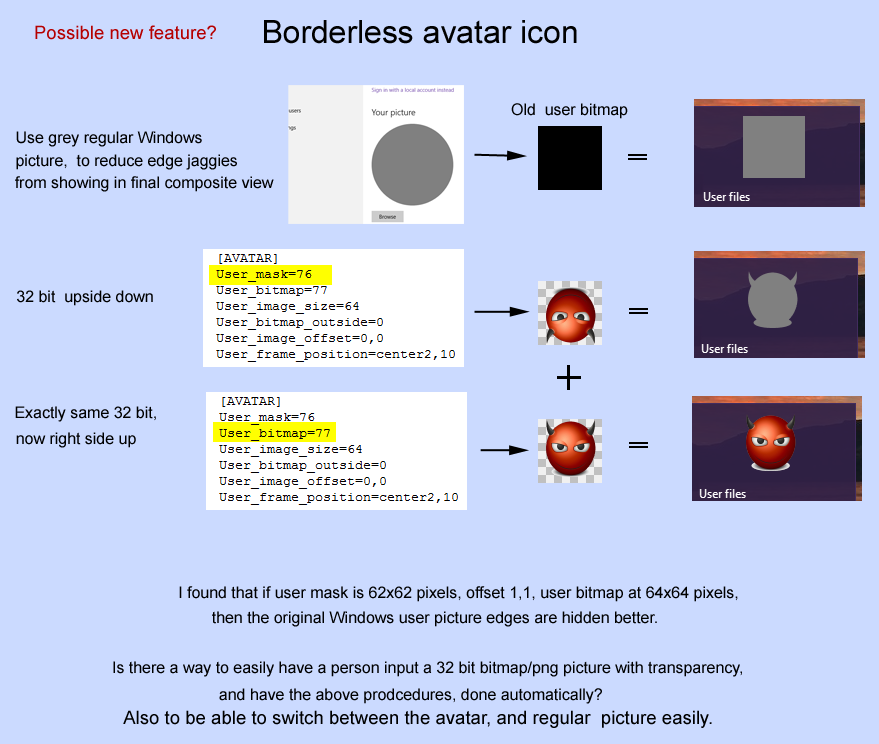 Possible new feature?
Borderless avatar icon
Use grey regular Windows
picture, to reduce edge jaggies
from showing in final composite view
Sign in with a local account instead
users
Your picture
ngs
Browse
Old user bitmap
=
User files
32 bit upside down
[AVATAR]
User_mask=76
User_bitmap=77
User_image_size=64
User_bitmap_outside=0
User_image_offset=0,0
User_frame_position=center2,10
=
User files
+
Exactly same 32 bit,
now right side up
[AVATAR]
User_mask=76
User_bitmap=77
User_image_size=64
User_bitmap_outside=0
User_image_offset=0,0
User_frame_position=center2,10
=
User files
I found that if user mask is 62x62 pixels, offset 1,1, user bitmap at 64x64 pixels,
then the original Windows user picture edges are hidden better.
Is there a way to easily have a person input a 32 bit bitmap/png picture with transparency,
and have the above prodcedures, done automatically?
Also to be able to switch between the avatar, and regular picture easily.